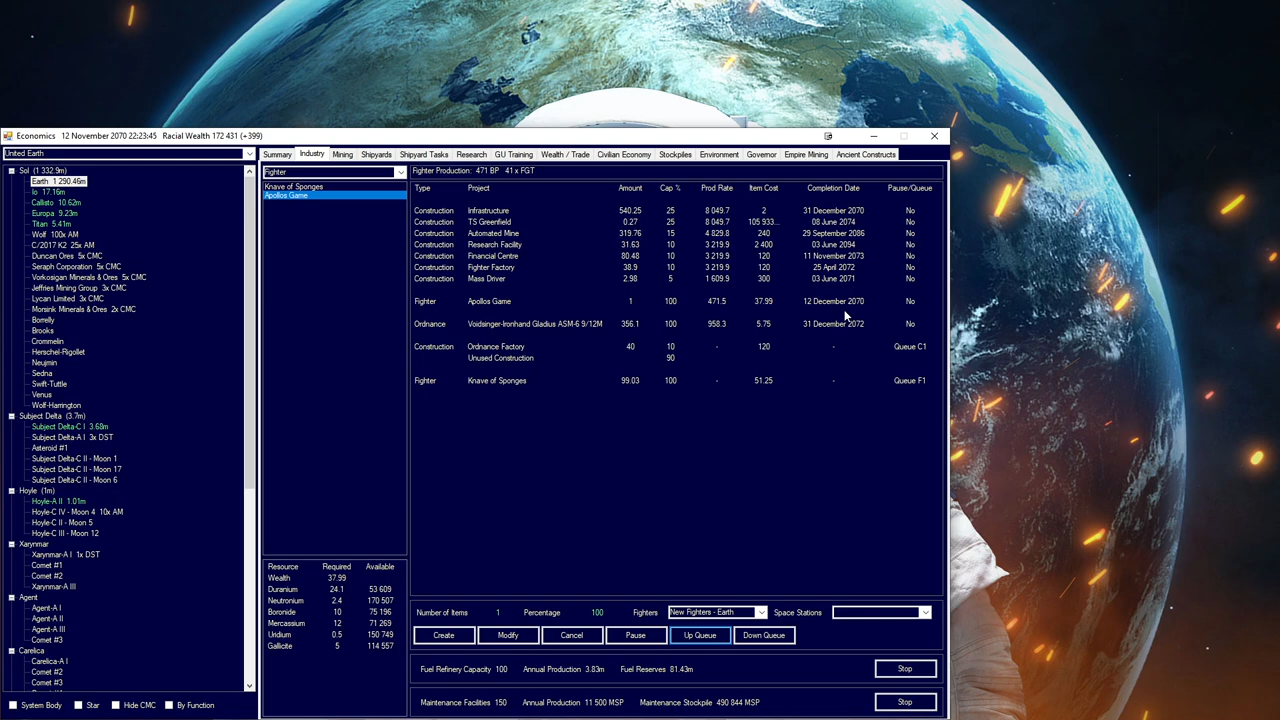 Economics 12 November 2070 22:23:45 Racial Wealth 172 431 (+399)
United Earth
Summary Industry Mining Shipyards Shipyard Tasks Research GU Training Wealth / Trade Civilian Economy Stockpiles Environment Governor Empire Mining Ancient Constructs
Sol (1 332.9m)
Earth 1 290.46m
Io 17.16m
Callisto 10.62m
Europa 9.23m
Titan 5.41m
Wolf 100x AM
C/2017 K2 25x AM
Duncan Ores 5x CMC
Seraph Corporation 5x CMC
Vorkosigan Minerals & Ores 5x CMC
Jeffries Mining Group 3x CMC
Lycan Limited 3x CMC
Morsink Minerals & Ores 2x CMC
Borrelly
Brooks
Crommelin
Herschel-Rigollet
Neujmin
Sedna
Swift-Tuttle
Venus
Wolf-Harrington
Subject Delta (3.7m)
Subject Delta-C I 3.68m
Subject Delta-A I 3x DST
Asteroid #1
Subject Delta-C II - Moon 1
Subject Delta-C II - Moon 17
Subject Delta-C II - Moon 6
Hoyle (1m)
Hoyle-A II 1.01m
Hoyle-C IV - Moon 4 10x AM
Hoyle-C II - Moon 5
Hoyle-C III - Moon 12
Xarynmar
Xarynmar-A I 1x DST
Comet #1
Comet #2
Xarynmar-A III
Agent
Agent-A I
Agent-A II
Agent-A III
Comet #3
Carelica
Carelica-A I
Comet #2
Comet #3
System Body Star Hide CMC By Function
Fighter
Knave of Sponges
Apollos Game
Resource Required Available
Wealth 37.99
Duranium 24.1 53 609
Neutronium 2.4 170 507
Boronide 10 75 196
Mercassium 12 71 269
Uridium 0.5 150 749
Gallicite 5 114 557
Fighter Production: 471 BP 41 x FGT
Type Project Amount Cap % Prod Rate Item Cost Completion Date Pause/Queue
Construction Infrastructure 540.25 25 8 049.7 2 31 December 2070 No
Construction TS Greenfield 0.27 25 8 049.7 105 933... 08 June 2074 No
Construction Automated Mine 319.76 15 4 829.8 240 29 September 2086 No
Construction Research Facility 31.63 10 3 219.9 2 400 03 June 2094 No
Construction Financial Centre 80.48 10 3 219.9 120 11 November 2073 No
Construction Fighter Factory 38.9 10 3 219.9 120 25 April 2072 No
Construction Mass Driver 2.98 5 1 609.9 300 03 June 2071 No
Fighter Apollos Game 1 100 471.5 37.99 12 December 2070 No
Ordnance Voidsinger-Ironhand Gladius ASM-6 9/12M 356.1 100 958.3 5.75 31 December 2072 No
Construction Ordnance Factory 40 10 - 120 - Queue C1
Unused Construction 90
Fighter Knave of Sponges 99.03 100 - 51.25 - Queue F1
Number of Items 1 Percentage 100 Fighters New Fighters - Earth Space Stations
Create Modify Cancel Pause Up Queue Down Queue
Fuel Refinery Capacity 100 Annual Production 3.83m Fuel Reserves 81.43m Stop
Maintenance Facilities 150 Annual Production 11 500 MSP Maintenance Stockpile 490 844 MSP Stop